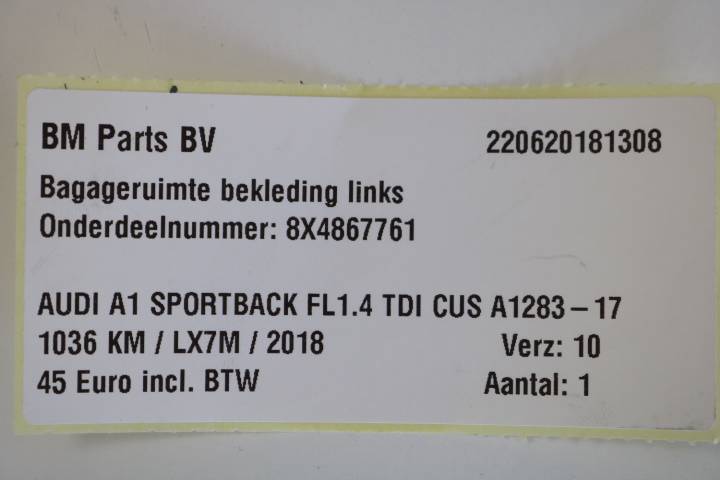 BM Parts BV 220620181308
Bagageruimte bekleding links
Onderdeelnummer: 8X4867761
AUDI A1 SPORTBACK FL1.4 TDI CUS A1283-17
1036 KM / LX7M / 2018 Verz: 10
45 Euro incl. BTW Aantal: 1